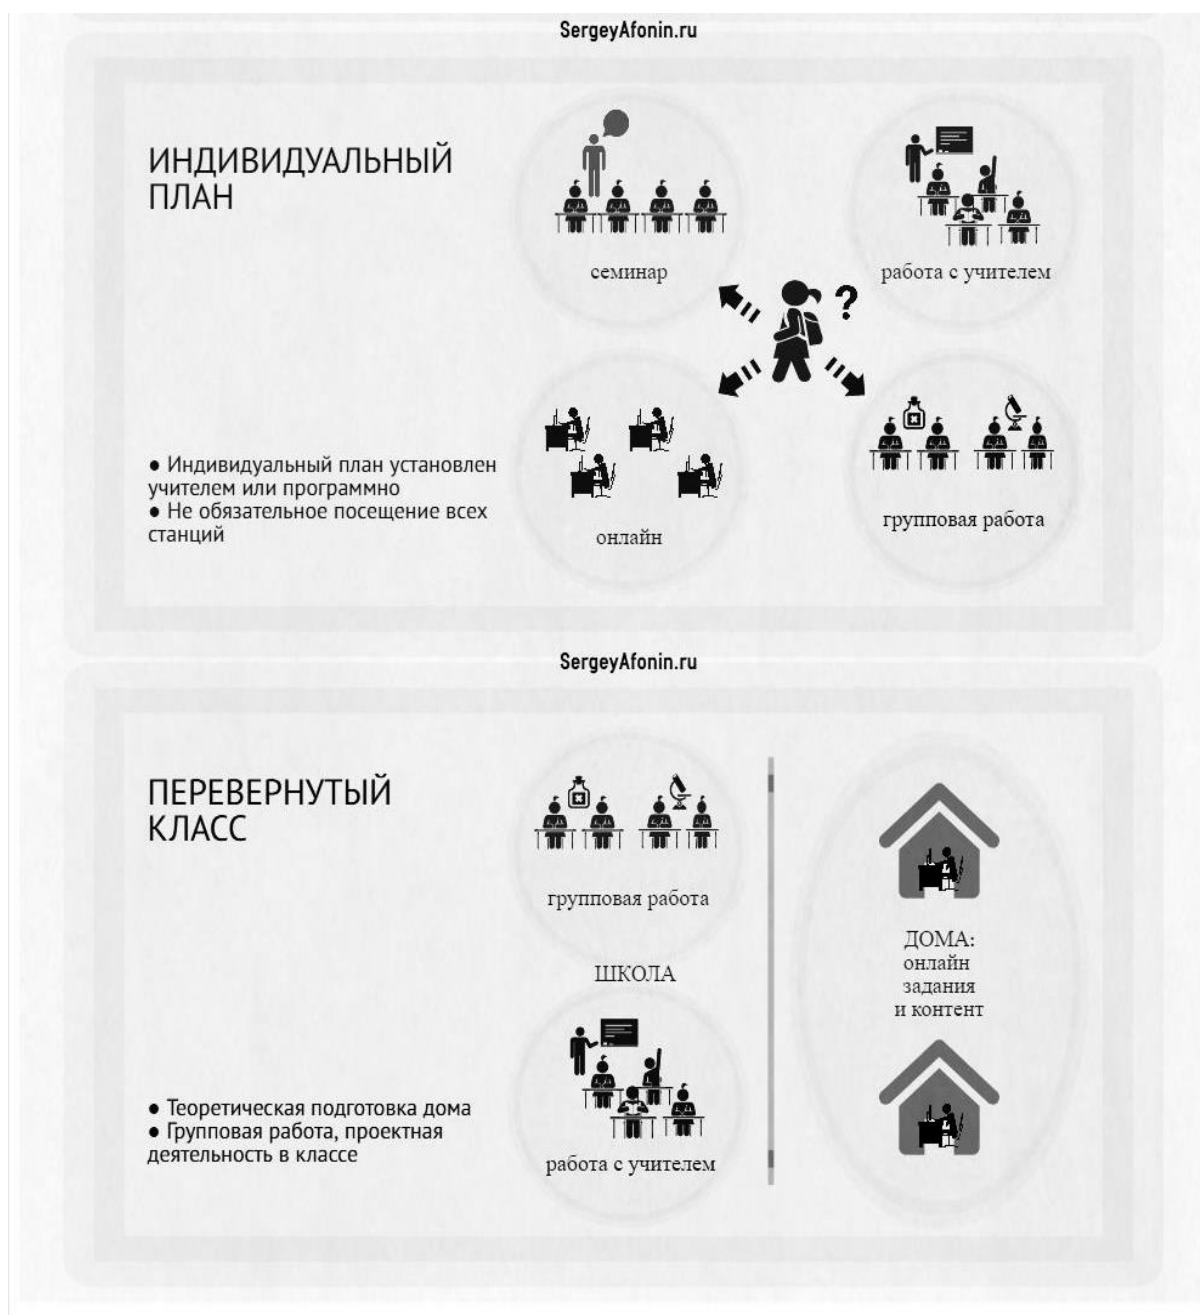 SergeyAfonin.ru
ИНДИВИДУАЛЬНЫЙ
ПЛАН
семинар
работа с учителем
?
● Индивидуальный план установлен
учителем или программно
● Не обязательное посещение всех
станций
онлайн
групповая работа
SergeyAfonin.ru
ПЕРЕВЕРНУТЫЙ
КЛАСС
групповая работа
ШКОЛА
ДОМА:
онлайн
задания
и контент
● Теоретическая подготовка дома
● Групповая работа, проектная
деятельность в классе
работа с учителем